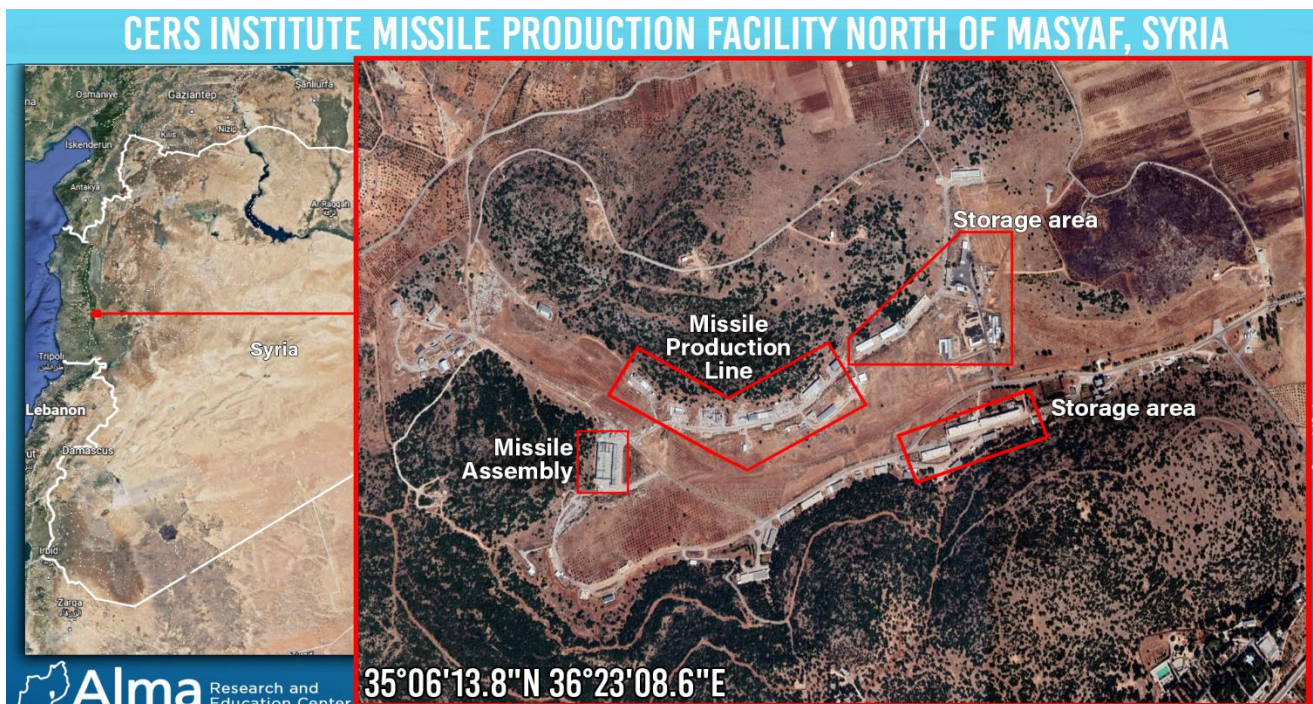 CERS INSTITUTE MISSILE PRODUCTION FACILITY NORTH OF MASYAF, SYRIA
Osmaniye
Gaziantep
Şanlıurfa
Nizip
Kilis
İskenderun
Antakya
Ar Raqqah
Syria
Tripoli
Lebanon
Damascus
Irbid
Zarqa
Storage area
Missile
Production
Line
Storage area
Missile
Assembly
35°06'13.8"N 36°23'08.6"E
Alma Research and
Education Center